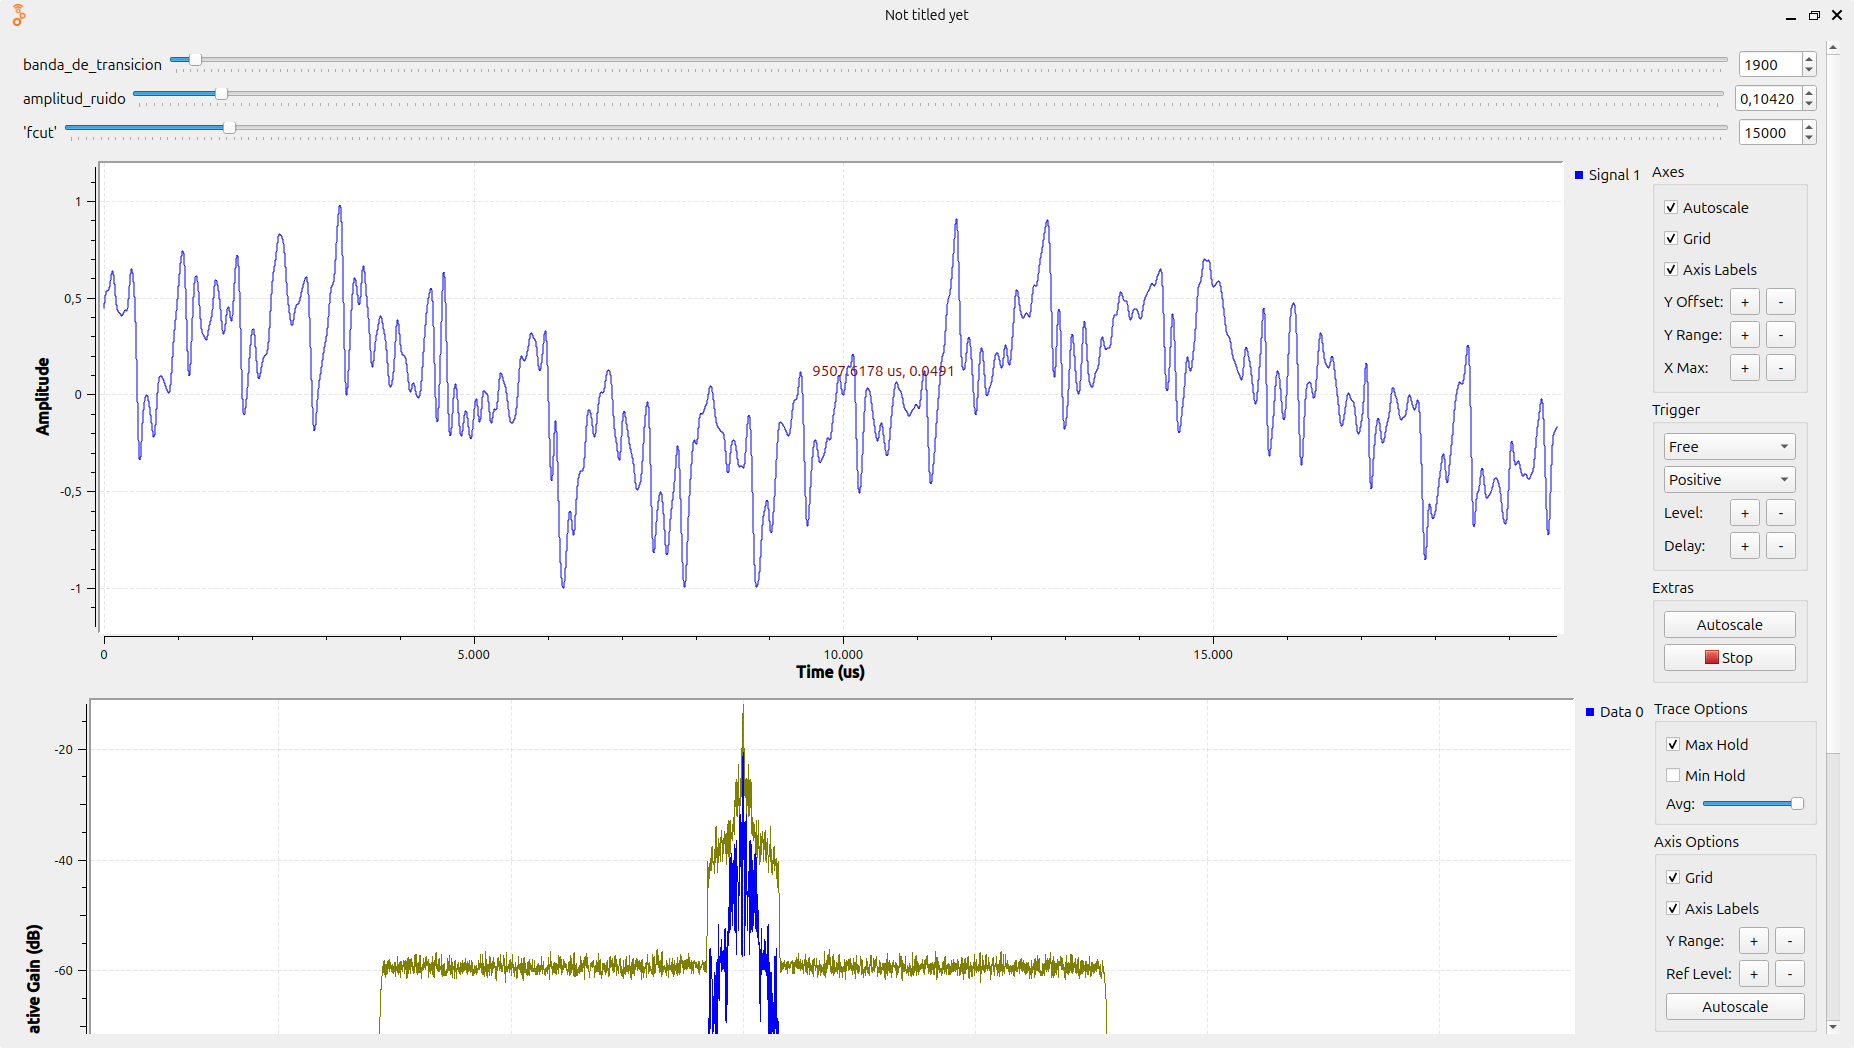 Not titled yet
banda_de_transicion 1900
amplitud_ruido 0,10420
'fcut' 15000
Signal 1
Amplitude
1
0,5
0
-0,5
-1
9507.6178 us, 0.0491
0 5.000 10.000 15.000
Time (us)
Axes
Autoscale
Grid
Axis Labels
Y Offset: + -
Y Range: + -
X Max: + -
Trigger
Free
Positive
Level: + -
Delay: + -
Extras
Autoscale
Stop
Data 0
ative Gain (dB)
-20
-40
-60
Trace Options
Max Hold
Min Hold
Avg:
Axis Options
Grid
Axis Labels
Y Range: + -
Ref Level: + -
Autoscale